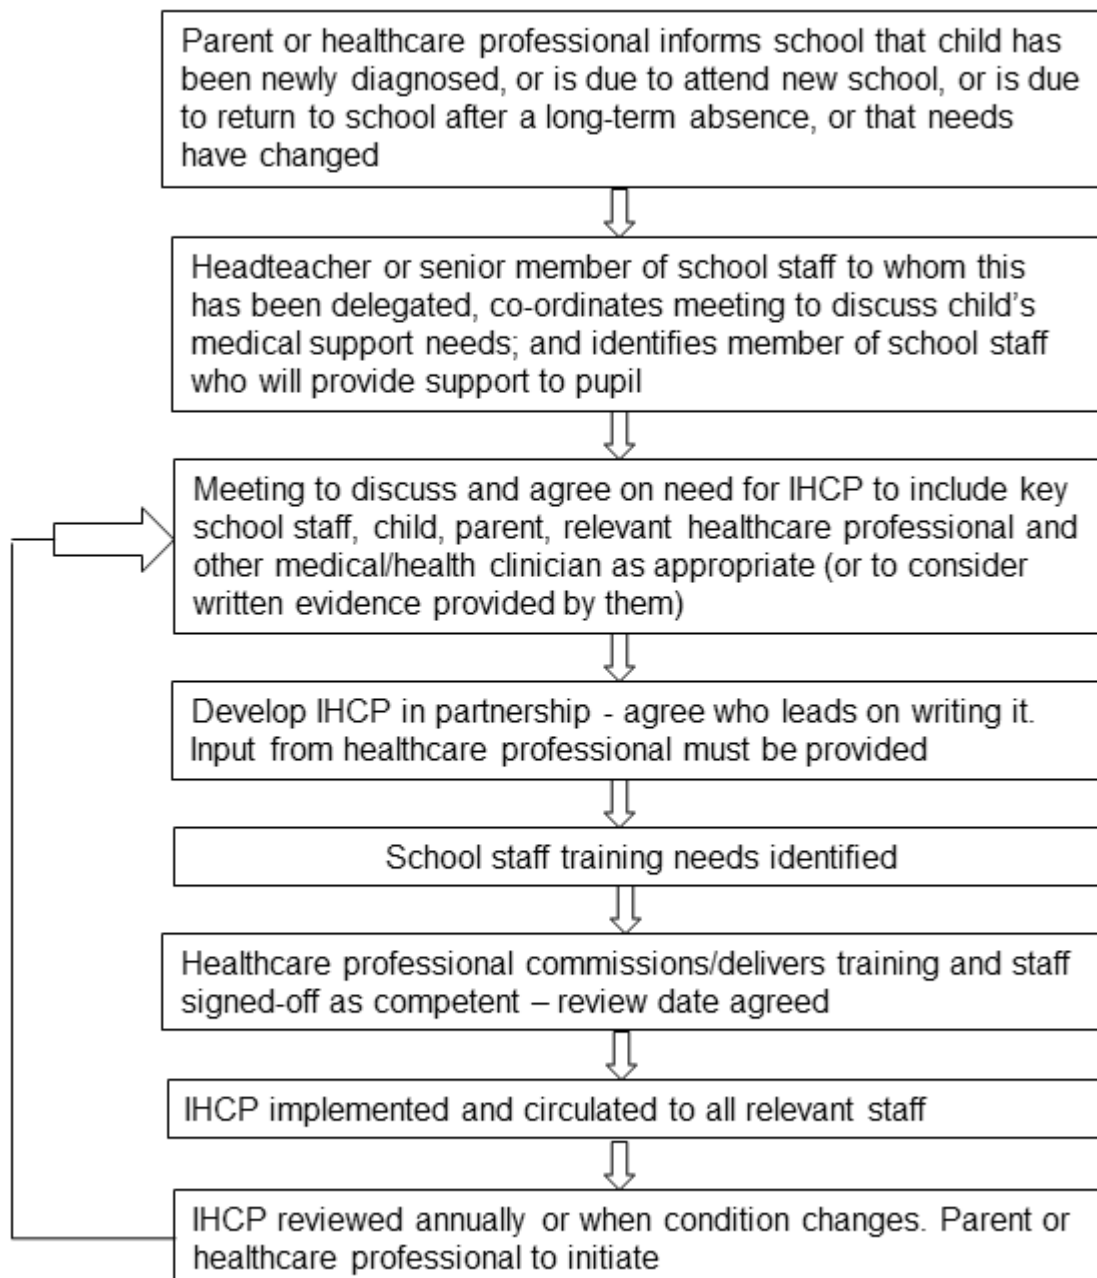 Parent or healthcare professional informs school that child has
been newly diagnosed, or is due to attend new school, or is due
to return to school after a long-term absence, or that needs
have changed
Headteacher or senior member of school staff to whom this
has been delegated, co-ordinates meeting to discuss child's
medical support needs; and identifies member of school staff
who will provide support to pupil
Meeting to discuss and agree on need for IHCP to include key
school staff, child, parent, relevant healthcare professional and
other medical/health clinician as appropriate (or to consider
written evidence provided by them)
Develop IHCP in partnership - agree who leads on writing it.
Input from healthcare professional must be provided
School staff training needs identified
Healthcare professional commissions/delivers training and staff
signed-off as competent – review date agreed
IHCP implemented and circulated to all relevant staff
IHCP reviewed annually or when condition changes. Parent or
healthcare professional to initiate